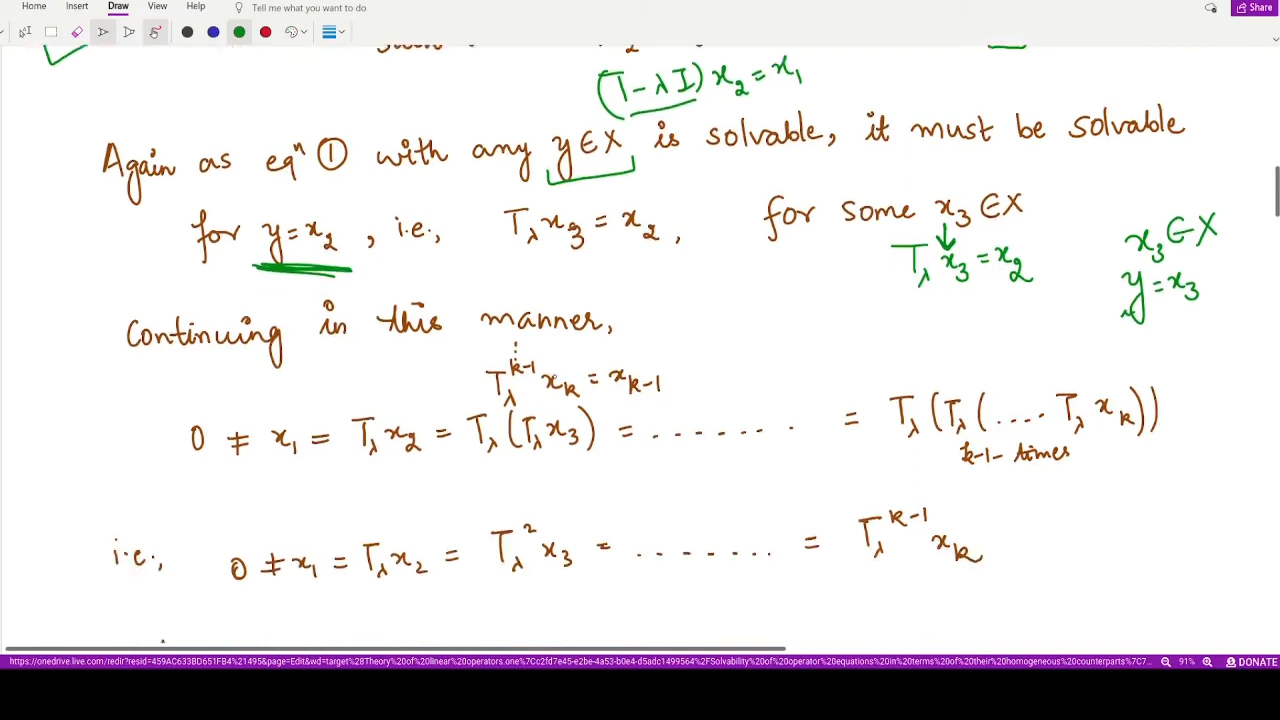 Home Insert Draw View Help Tell me what you want to do Share
(T-λI) x₂ = x₁
Again as eqⁿ ① with any y∈X is solvable, it must be solvable
for y=x₂, i.e., T_λ x₃ = x₂, for some x₃∈X
T_λ x₃ = x₂
x₃∈X
y = x₃
Continuing in this manner,
⋮
T_λ^{k-1} x_k = x_{k-1}
0 ≠ x₁ = T_λ x₂ = T_λ(T_λ x₃) = ........ = T_λ(T_λ(.... T_λ x_k))
k-1-times
i.e., 0 ≠ x₁ = T_λ x₂ = T_λ² x₃ = ........ = T_λ^{k-1} x_k
91% DONATE